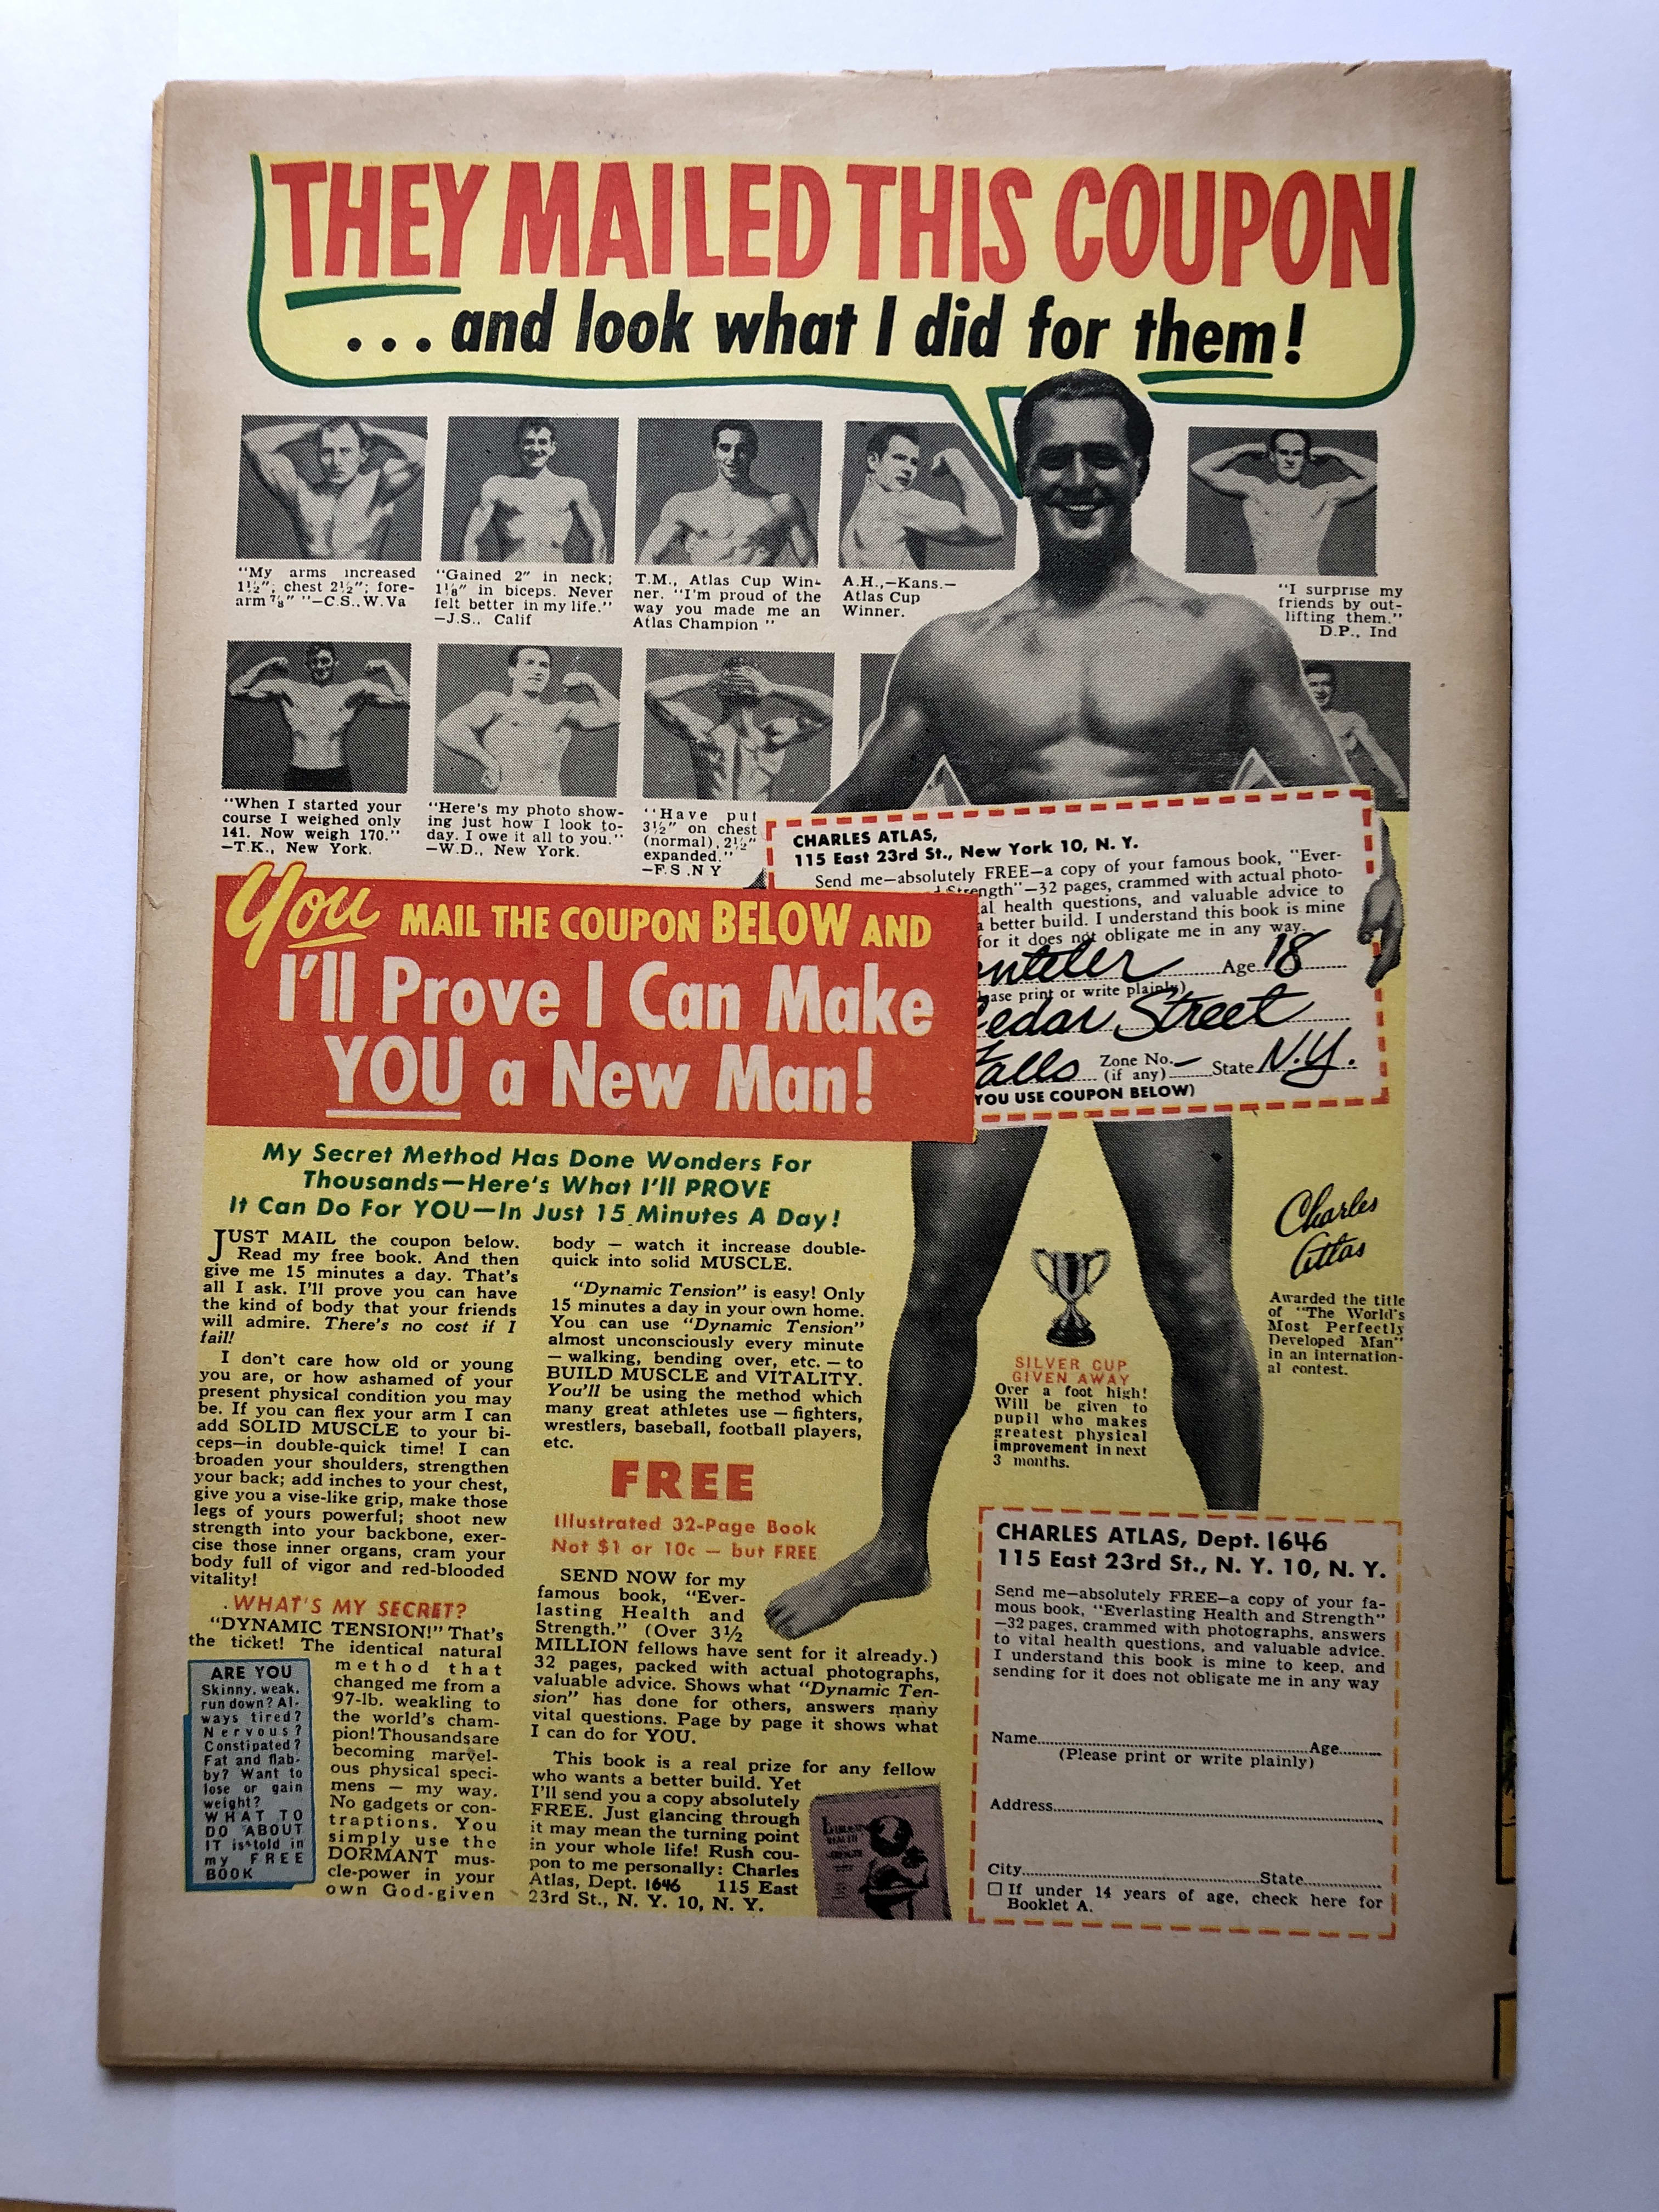 THEY MAILED THIS COUPON
...and look what I did for them!
"My arms increased
1½"; chest 2½"; fore-
arm ⅞" "—C.S., W. Va
"Gained 2" in neck;
1⅛" in biceps. Never
felt better in my life."
—J.S., Calif
T.M., Atlas Cup Win-
ner. "I'm proud of the
way you made me an
Atlas Champion "
A.H.,—Kans.—
Atlas Cup
Winner.
"I surprise my
friends by out-
lifting them."
D.P., Ind
"When I started your
course I weighed only
141. Now weigh 170."
—T.K., New York.
"Here's my photo show-
ing just how I look to-
day. I owe it all to you."
—W.D., New York.
"Have put
3½" on chest
(normal), 2½"
expanded."
—F.S. N Y
CHARLES ATLAS,
115 East 23rd St., New York 10, N. Y.
Send me—absolutely FREE—a copy of your famous book, "Ever-
d Strength"—32 pages, crammed with actual photo-
al health questions, and valuable advice to
a better build. I understand this book is mine
for it does not obligate me in any way.
Age 18
ease print or write plainly)
edar Street
Falls Zone No. — State N.Y.
(if any)
YOU USE COUPON BELOW)
You MAIL THE COUPON BELOW AND
I'll Prove I Can Make
YOU a New Man!
My Secret Method Has Done Wonders For
Thousands—Here's What I'll PROVE
It Can Do For YOU—In Just 15 Minutes A Day!
JUST MAIL the coupon below.
Read my free book. And then
give me 15 minutes a day. That's
all I ask. I'll prove you can have
the kind of body that your friends
will admire. There's no cost if I
fail!
I don't care how old or young
you are, or how ashamed of your
present physical condition you may
be. If you can flex your arm I can
add SOLID MUSCLE to your bi-
ceps—in double-quick time! I can
broaden your shoulders, strengthen
your back; add inches to your chest,
give you a vise-like grip, make those
legs of yours powerful; shoot new
strength into your backbone, exer-
cise those inner organs, cram your
body full of vigor and red-blooded
vitality!
WHAT'S MY SECRET?
"DYNAMIC TENSION!" That's
the ticket! The identical natural
method that
changed me from a
97-lb. weakling to
the world's cham-
pion! Thousands are
becoming marvel-
ous physical speci-
mens — my way.
No gadgets or con-
traptions. You
simply use the
DORMANT mus-
cle-power in your
own God-given
ARE YOU
Skinny, weak,
run down? Al-
ways tired?
Nervous?
Constipated?
Fat and flab-
by? Want to
lose or gain
weight?
WHAT TO
DO ABOUT
IT is told in
my FREE
BOOK
body — watch it increase double-
quick into solid MUSCLE.
"Dynamic Tension" is easy! Only
15 minutes a day in your own home.
You can use "Dynamic Tension"
almost unconsciously every minute
— walking, bending over, etc. — to
BUILD MUSCLE and VITALITY.
You'll be using the method which
many great athletes use — fighters,
wrestlers, baseball, football players,
etc.
FREE
Illustrated 32-Page Book
Not $1 or 10c — but FREE
SEND NOW for my
famous book, "Ever-
lasting Health and
Strength." (Over 3½
MILLION fellows have sent for it already.)
32 pages, packed with actual photographs,
valuable advice. Shows what "Dynamic Ten-
sion" has done for others, answers many
vital questions. Page by page it shows what
I can do for YOU.
This book is a real prize for any fellow
who wants a better build. Yet
I'll send you a copy absolutely
FREE. Just glancing through
it may mean the turning point
in your whole life! Rush cou-
pon to me personally: Charles
Atlas, Dept. 1646 115 East
23rd St., N. Y. 10, N. Y.
Charles
Atlas
Awarded the title
of "The World's
Most Perfectly
Developed Man"
in an internation-
al contest.
SILVER CUP
GIVEN AWAY
Over a foot high!
Will be given to
pupil who makes
greatest physical
improvement in next
3 months.
CHARLES ATLAS, Dept. 1646
115 East 23rd St., N. Y. 10, N. Y.
Send me—absolutely FREE—a copy of your fa-
mous book, "Everlasting Health and Strength"
—32 pages, crammed with photographs, answers
to vital health questions, and valuable advice.
I understand this book is mine to keep, and
sending for it does not obligate me in any way
Name Age
(Please print or write plainly)
Address
City State
If under 14 years of age, check here for
Booklet A.